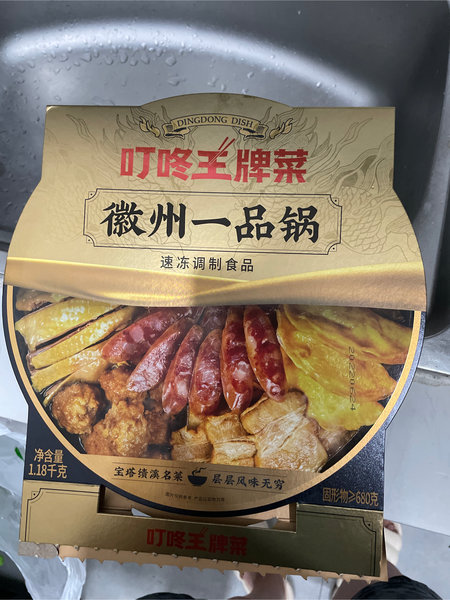 DINGDONG DISH
叮咚王牌菜
徽州一品锅
速冻调制食品
净含量
1.18千克
宝塔绩溪名菜
层层风味无穷
固形物≥680克
叮咚王牌菜